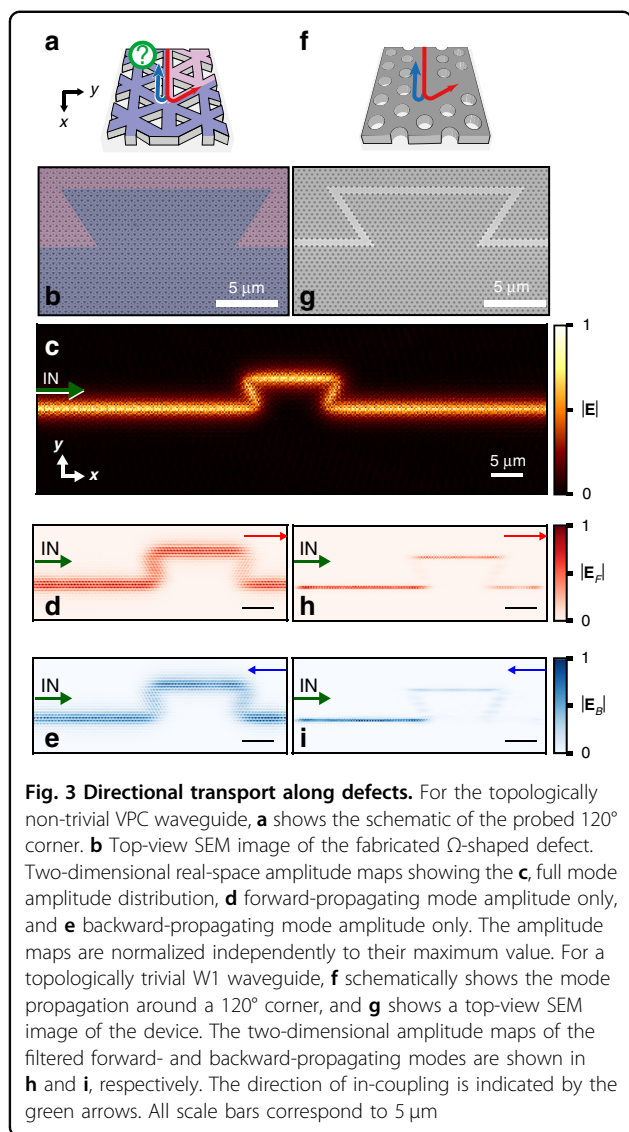 a
f
?
y
x
5 μm
b
5 μm
g
c
1
IN
|E|
y
x
5 μm
0
IN
IN
1
|E_F|
d
h
0
IN
IN
1
|E_B|
e
i
0
Fig. 3 Directional transport along defects. For the topologically
non-trivial VPC waveguide, a shows the schematic of the probed 120°
corner. b Top-view SEM image of the fabricated Ω-shaped defect.
Two-dimensional real-space amplitude maps showing the c, full mode
amplitude distribution, d forward-propagating mode amplitude only,
and e backward-propagating mode amplitude only. The amplitude
maps are normalized independently to their maximum value. For a
topologically trivial W1 waveguide, f schematically shows the mode
propagation around a 120° corner, and g shows a top-view SEM
image of the device. The two-dimensional amplitude maps of the
filtered forward- and backward-propagating modes are shown in
h and i, respectively. The direction of in-coupling is indicated by the
green arrows. All scale bars correspond to 5 μm